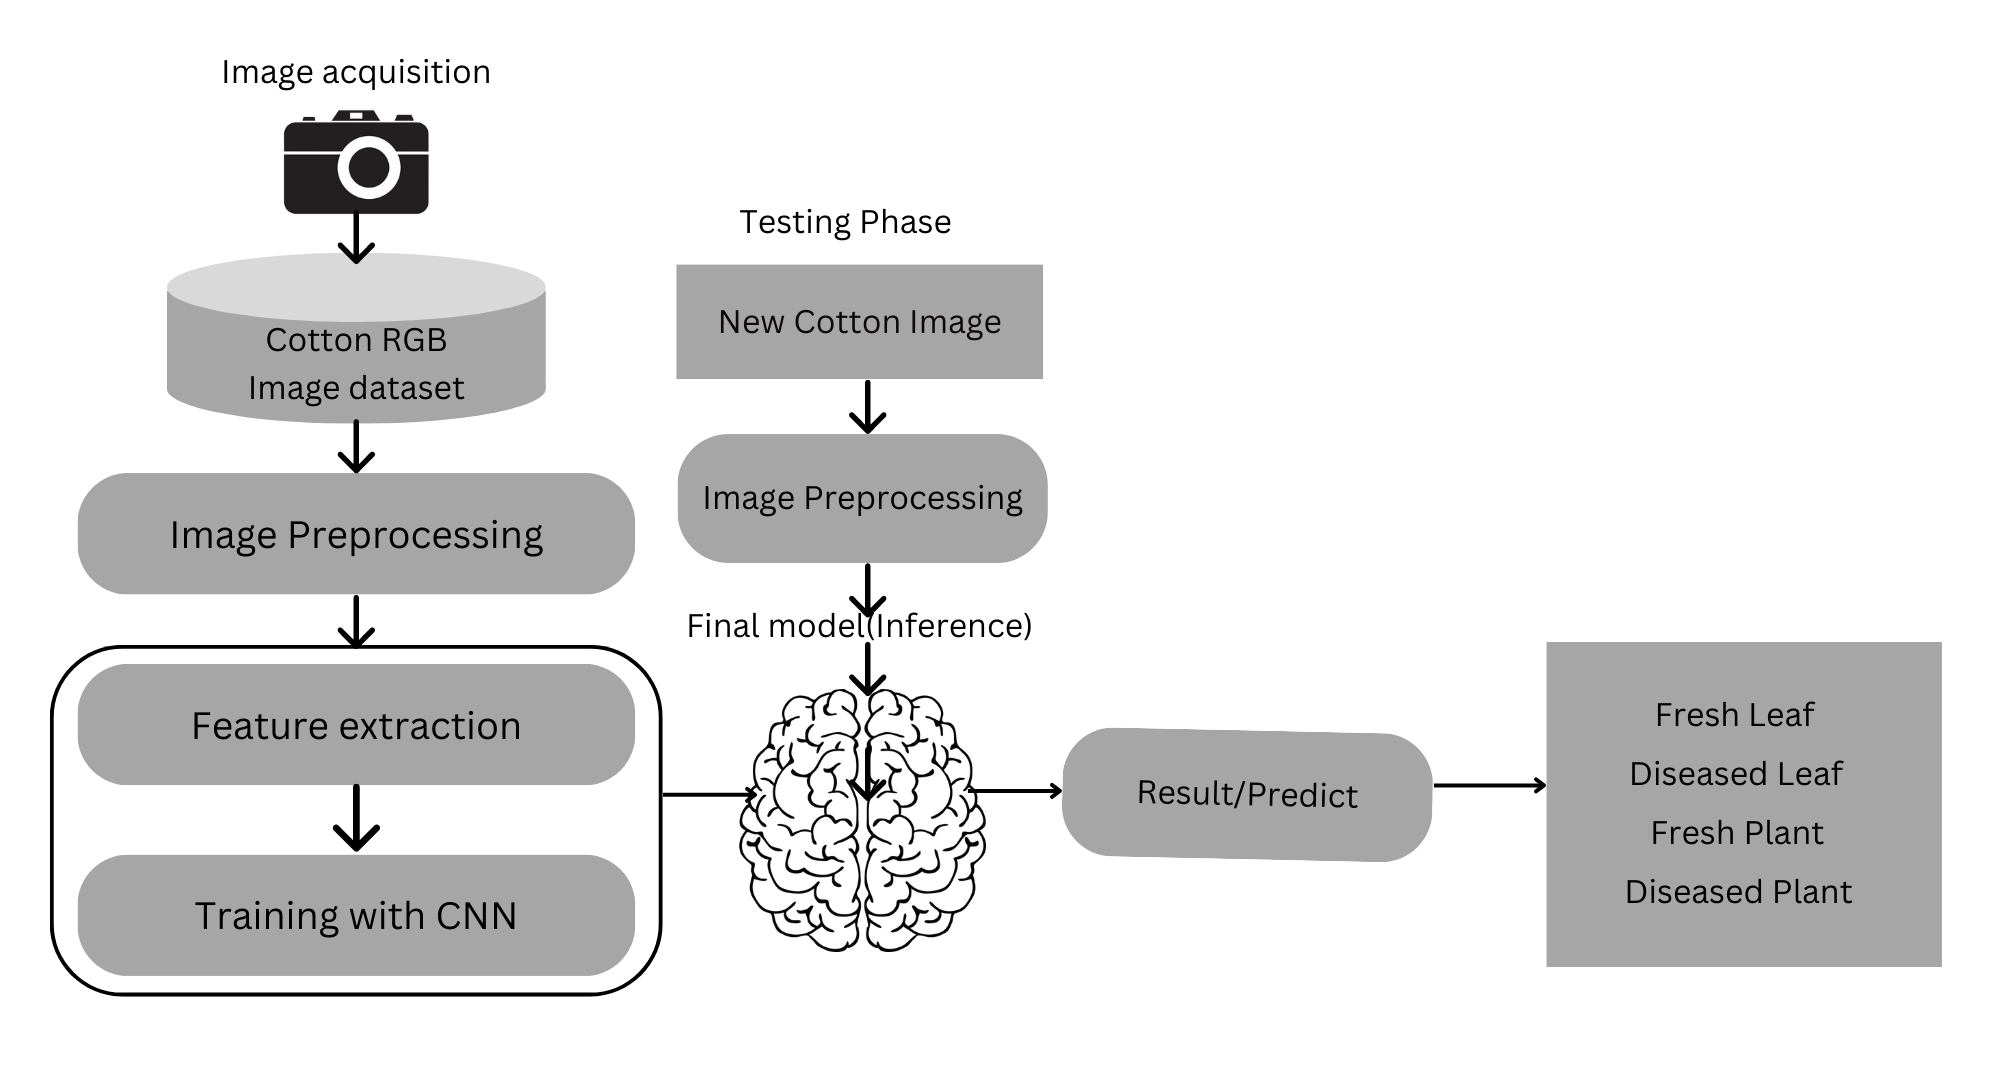 Image acquisition
Cotton RGB
Image dataset
Image Preprocessing
Feature extraction
Training with CNN
Testing Phase
New Cotton Image
Image Preprocessing
Final model(Inference)
Result/Predict
Fresh Leaf
Diseased Leaf
Fresh Plant
Diseased Plant